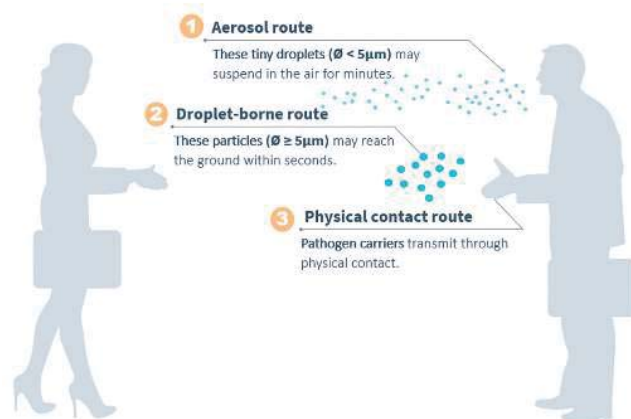 1 Aerosol route
These tiny droplets (Ø < 5μm) may
suspend in the air for minutes.
2 Droplet-borne route
These particles (Ø ≥ 5μm) may reach
the ground within seconds.
3 Physical contact route
Pathogen carriers transmit through
physical contact.